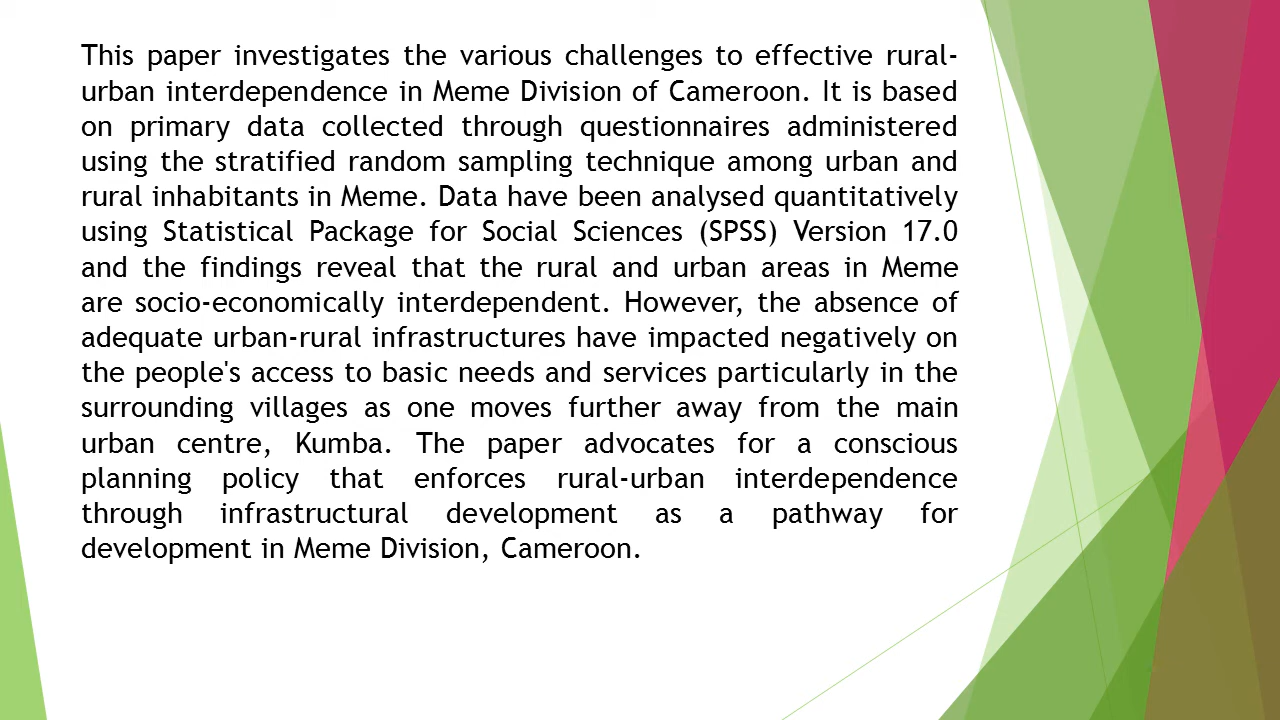 This paper investigates the various challenges to effective rural-
urban interdependence in Meme Division of Cameroon. It is based
on primary data collected through questionnaires administered
using the stratified random sampling technique among urban and
rural inhabitants in Meme. Data have been analysed quantitatively
using Statistical Package for Social Sciences (SPSS) Version 17.0
and the findings reveal that the rural and urban areas in Meme
are socio-economically interdependent. However, the absence of
adequate urban-rural infrastructures have impacted negatively on
the people's access to basic needs and services particularly in the
surrounding villages as one moves further away from the main
urban centre, Kumba. The paper advocates for a conscious
planning policy that enforces rural-urban interdependence
through infrastructural development as a pathway for
development in Meme Division, Cameroon.